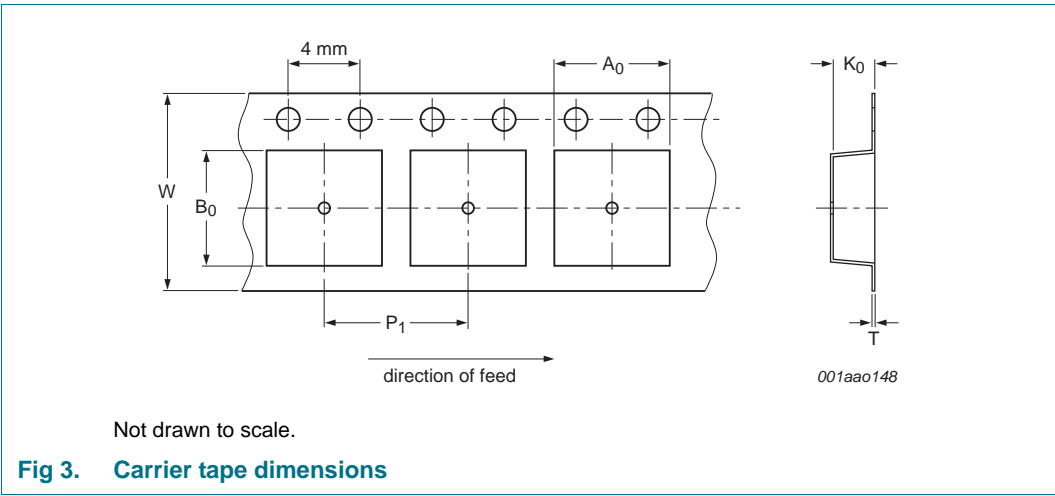 4 mm
A0
K0
W
B0
P1
T
direction of feed
001aao148
Not drawn to scale.
Fig 3. Carrier tape dimensions